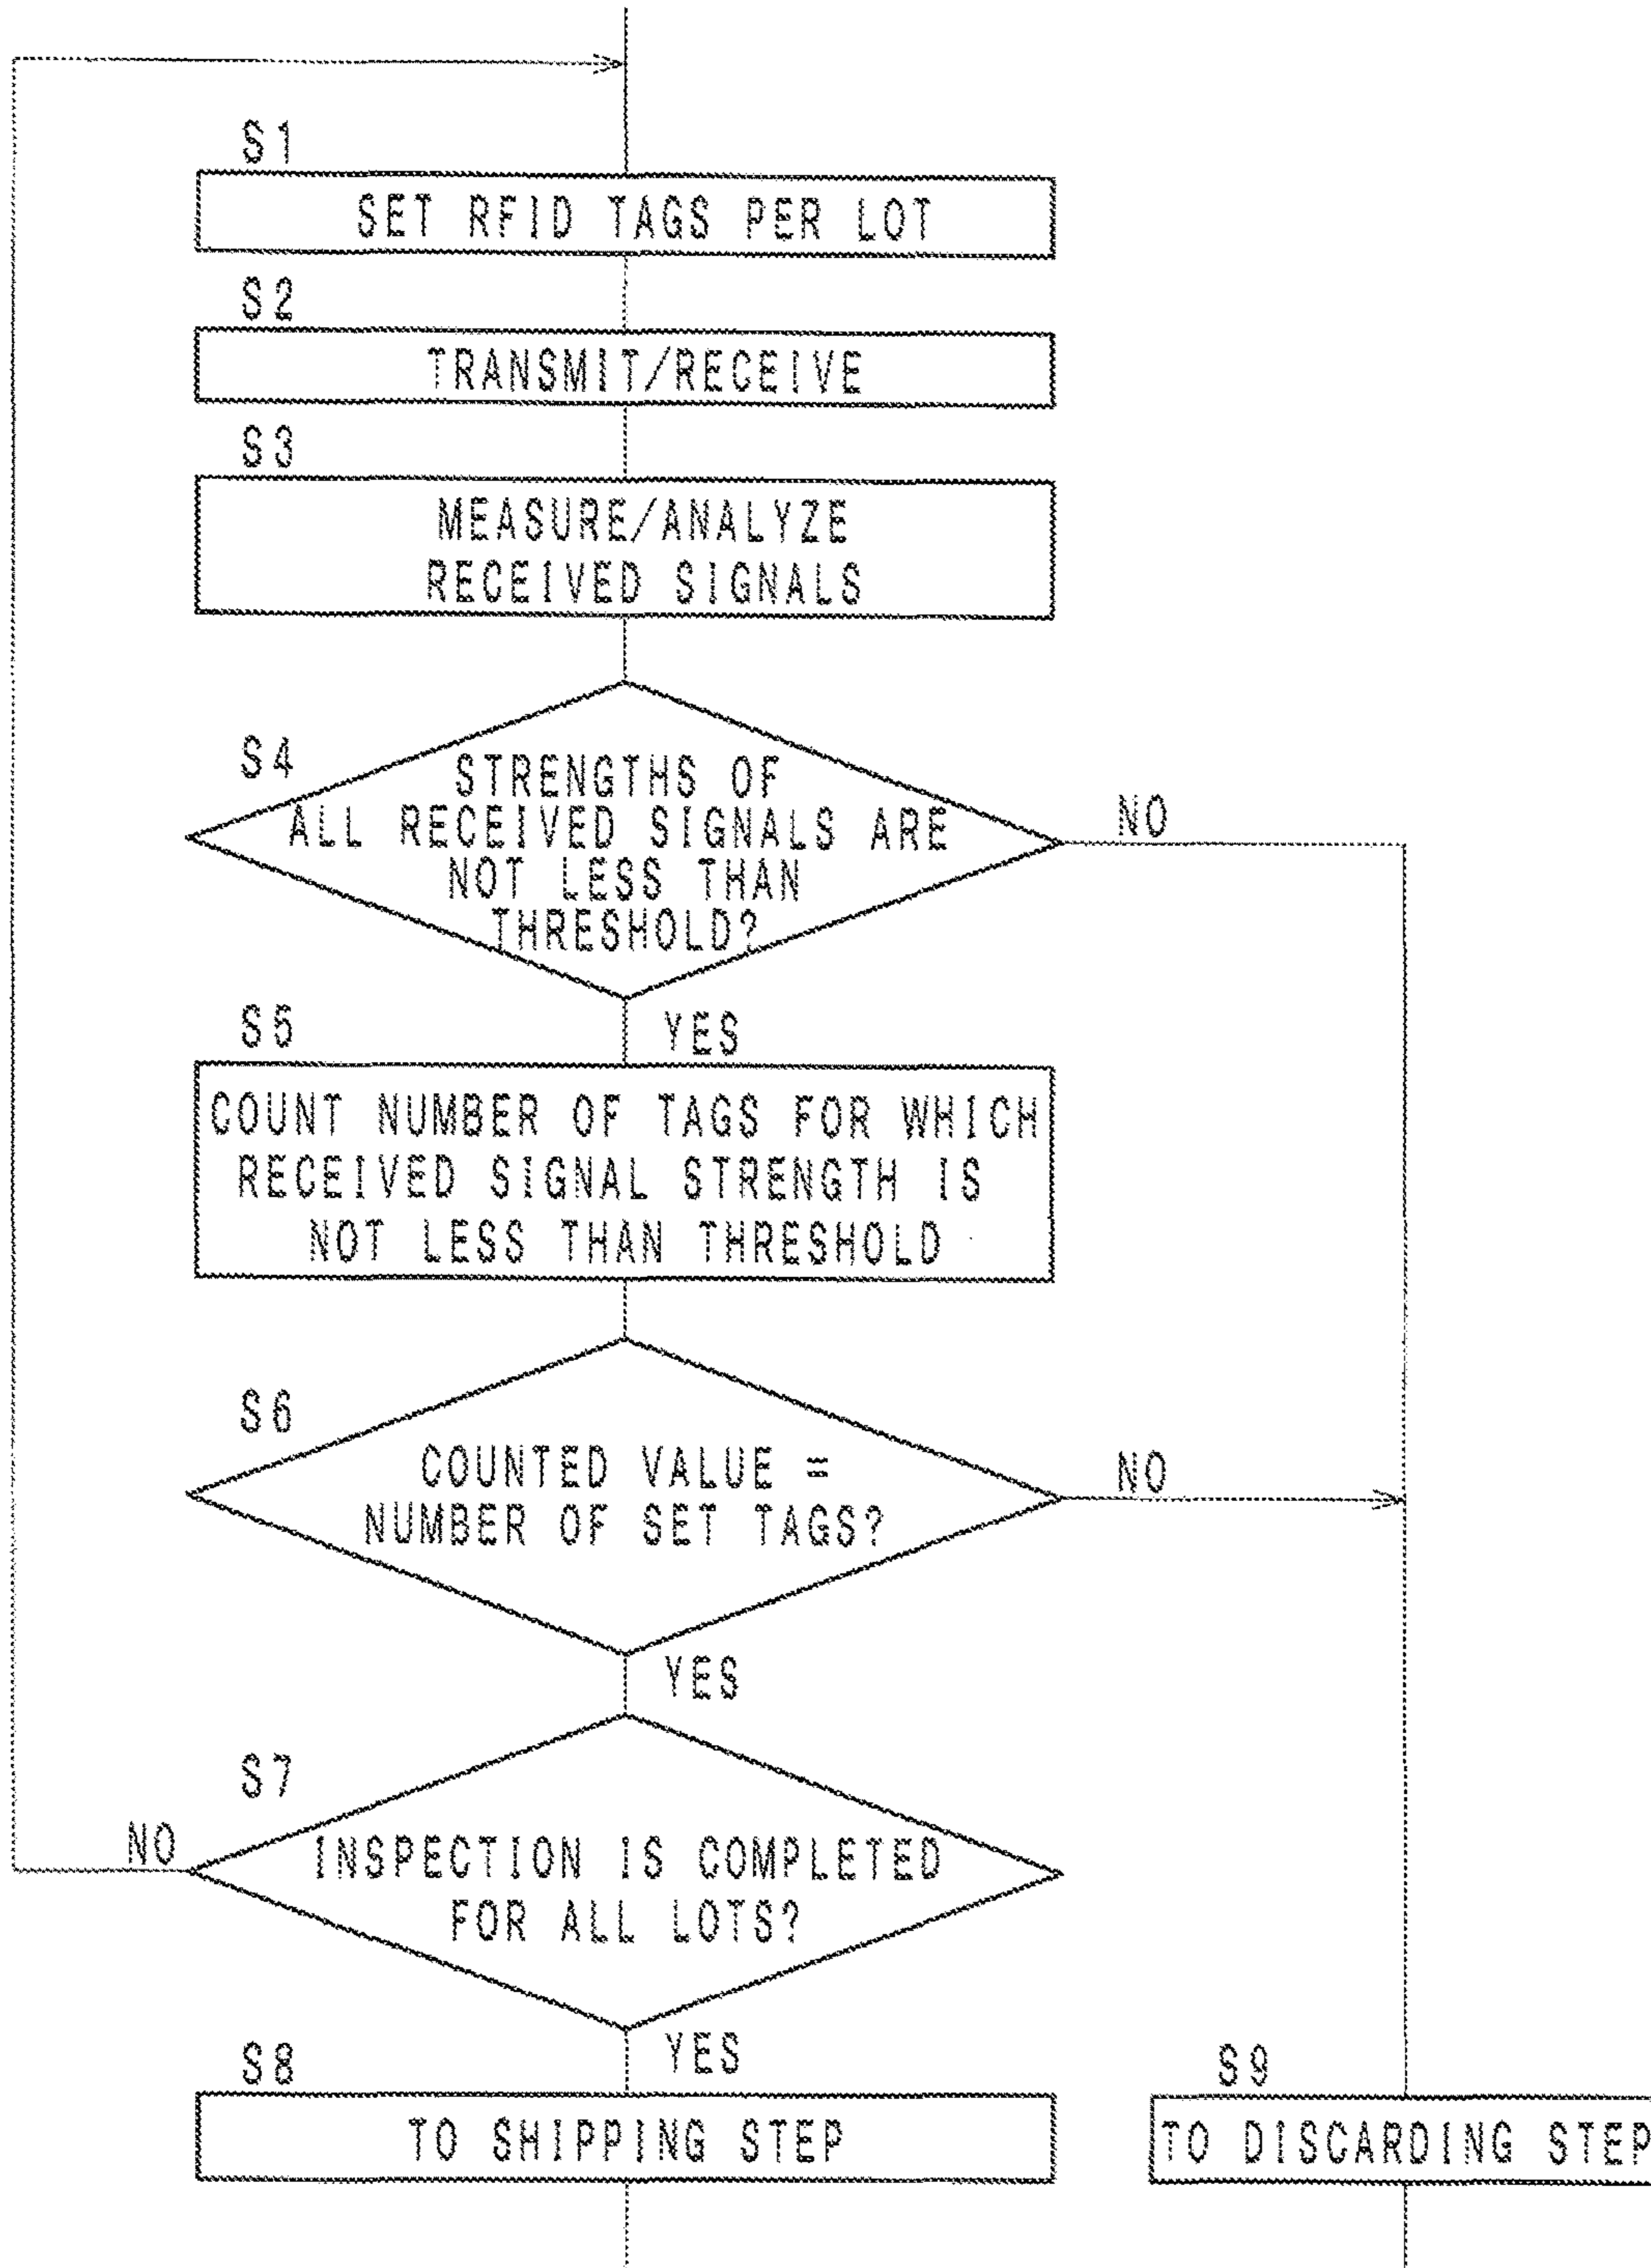 S1
SET RFID TAGS PER LOT
S2
TRANSMIT/RECEIVE
S3
MEASURE/ANALYZE
RECEIVED SIGNALS
S4
STRENGTHS OF
ALL RECEIVED SIGNALS ARE
NOT LESS THAN
THRESHOLD?
NO
YES
S5
COUNT NUMBER OF TAGS FOR WHICH
RECEIVED SIGNAL STRENGTH IS
NOT LESS THAN THRESHOLD
S6
COUNTED VALUE =
NUMBER OF SET TAGS?
NO
YES
S7
NO
INSPECTION IS COMPLETED
FOR ALL LOTS?
YES
S8
TO SHIPPING STEP
S9
TO DISCARDING STEP